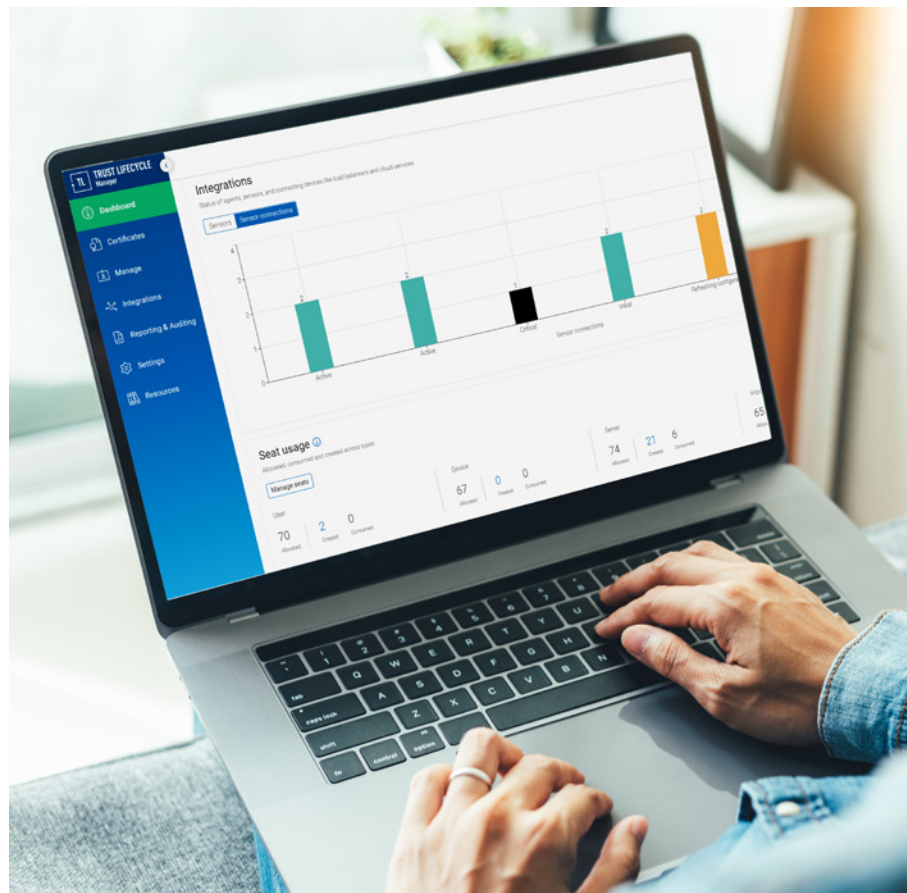 TL TRUST LIFECYCLE
Manager
Dashboard
Certificates
Manage
Integrations
Reporting & Auditing
Settings
Resources
Integrations
Status of agents, sensors, and connecting devices like load balancers and cloud services
Sensors Sensor connections
4
3
2
1
0
2
2
1
2
2
Active
Active
Critical
Initial
Refreshing configura
Sensor connections
Seat usage
Allocated, consumed and created across types
Manage seats
User
70 2 0
Allocated Created Consumed
Device
67 0 0
Allocated Created Consumed
Server
74 21 6
Allocated Created Consumed
65
tab
caps lock
shift
fn control option
Q W E R T Y U
A S D F G H
Z X C V B N